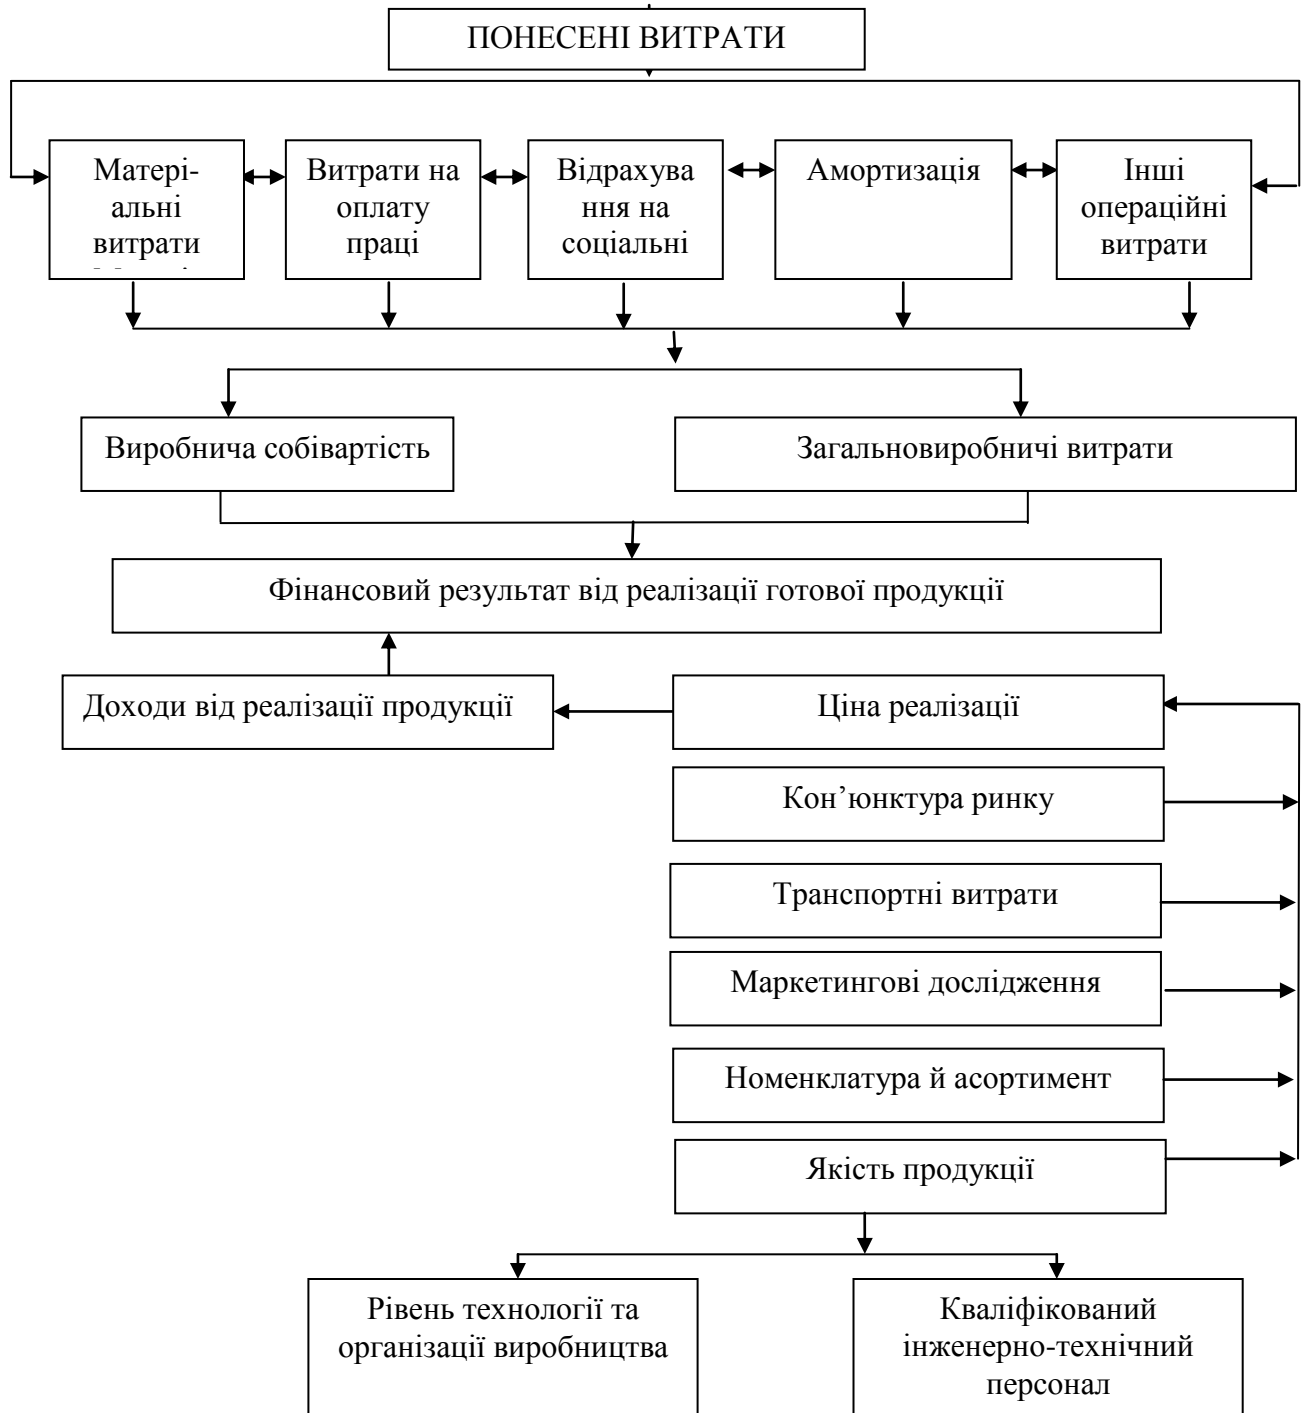 ПОНЕСЕНІ ВИТРАТИ
Матері-
альні
витрати
Витрати на
оплату
праці
Відрахува
ння на
соціальні
Амортизація
Інші
операційні
витрати
Виробнича собівартість
Загальновиробничі витрати
Фінансовий результат від реалізації готової продукції
Доходи від реалізації продукції
Ціна реалізації
Кон’юнктура ринку
Транспортні витрати
Маркетингові дослідження
Номенклатура й асортимент
Якість продукції
Рівень технології та
організації виробництва
Кваліфікований
інженерно-технічний
персонал